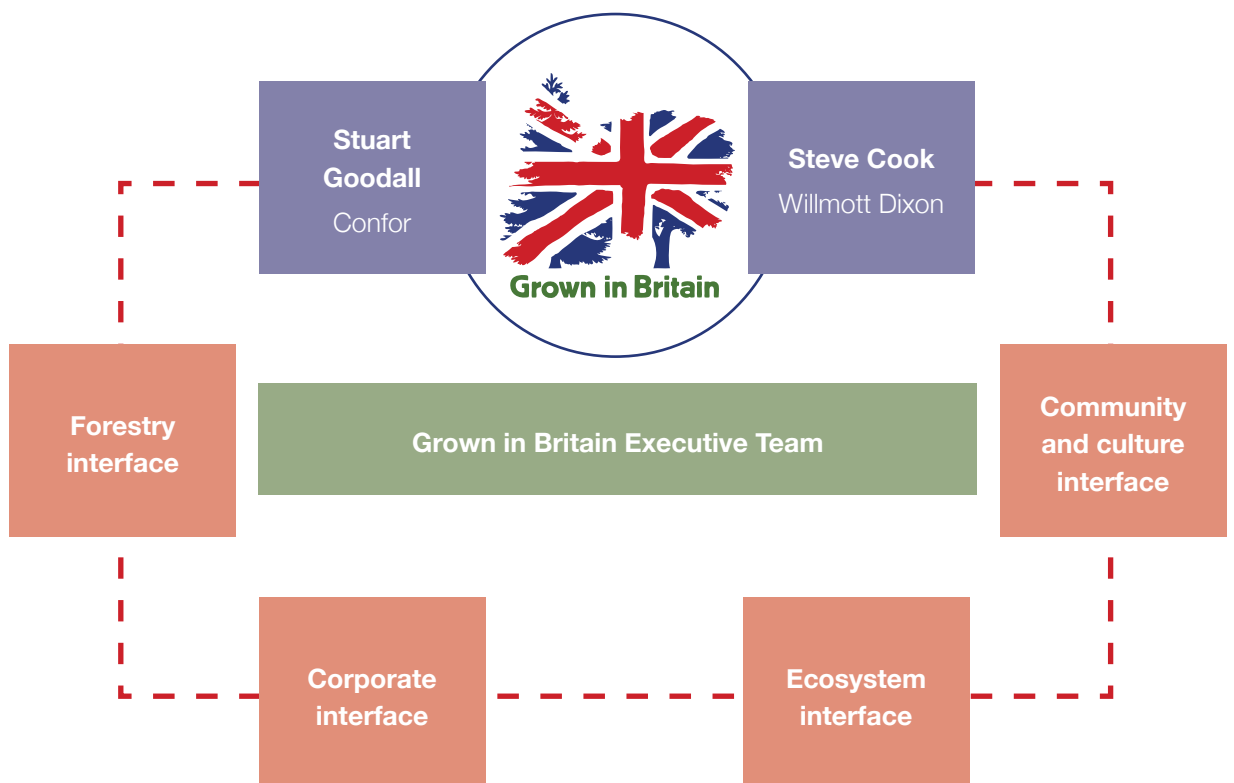 Stuart
Goodall
Confor
Grown in Britain
Steve Cook
Willmott Dixon
Forestry
interface
Grown in Britain Executive Team
Community
and culture
interface
Corporate
interface
Ecosystem
interface